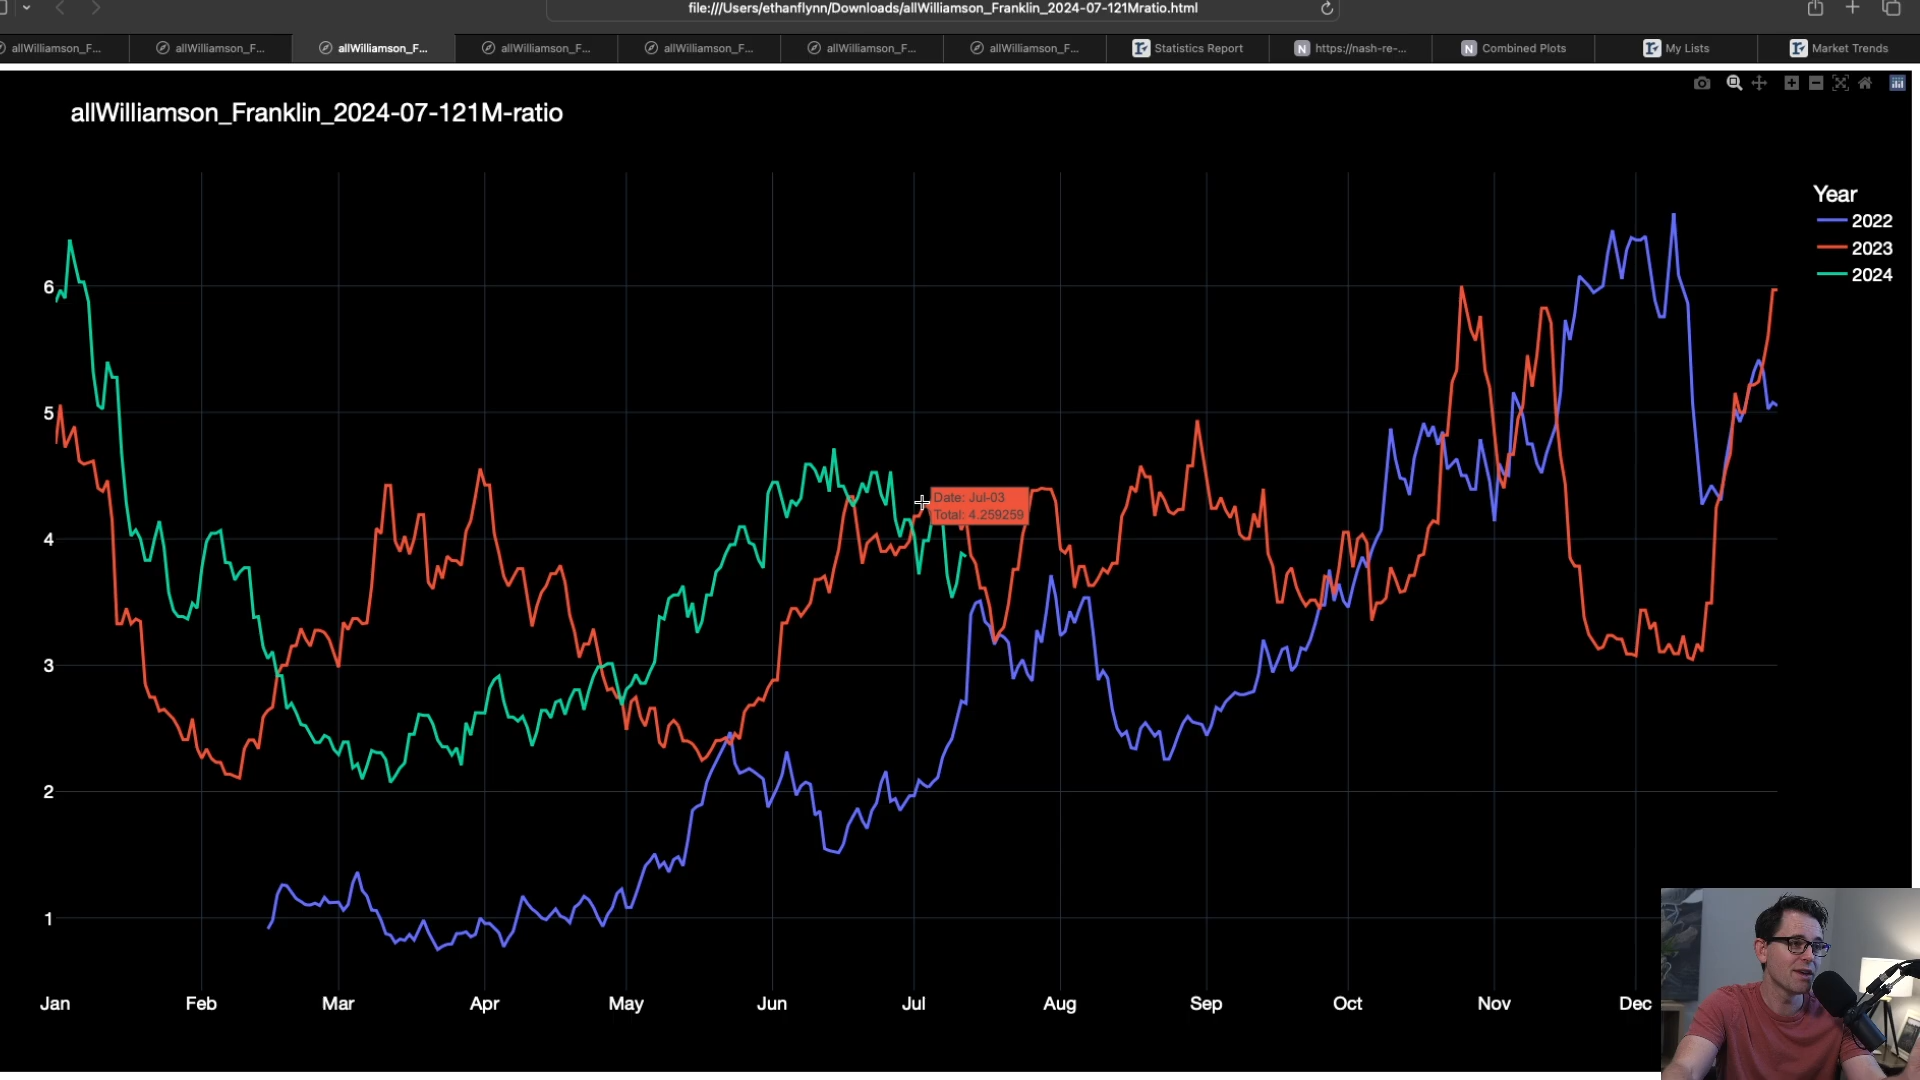 file:///Users/ethanflynn/Downloads/allWilliamson_Franklin_2024-07-121Mratio.html
allWilliamson_F...
allWilliamson_F...
allWilliamson_F...
allWilliamson_F...
allWilliamson_F...
allWilliamson_F...
allWilliamson_F...
Statistics Report
N https://nash-re-...
N Combined Plots
My Lists
Market Trends
allWilliamson_Franklin_2024-07-121M-ratio
Year
2022
2023
2024
6
5
4
3
2
1
Date: Jul-03
Total: 4.259259
Jan
Feb
Mar
Apr
May
Jun
Jul
Aug
Sep
Oct
Nov
Dec